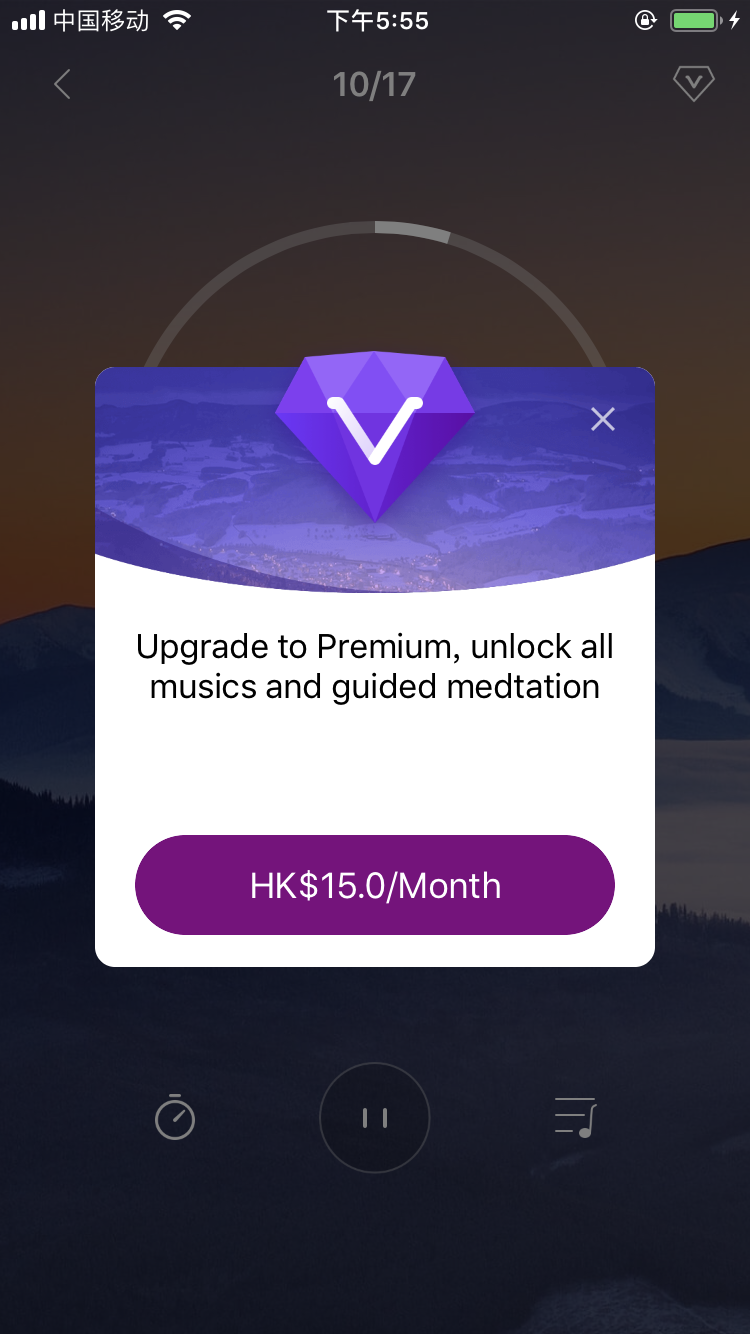 中国移动 下午5:55
10/17
V
V
Upgrade to Premium, unlock all
musics and guided medtation
HK$15.0/Month